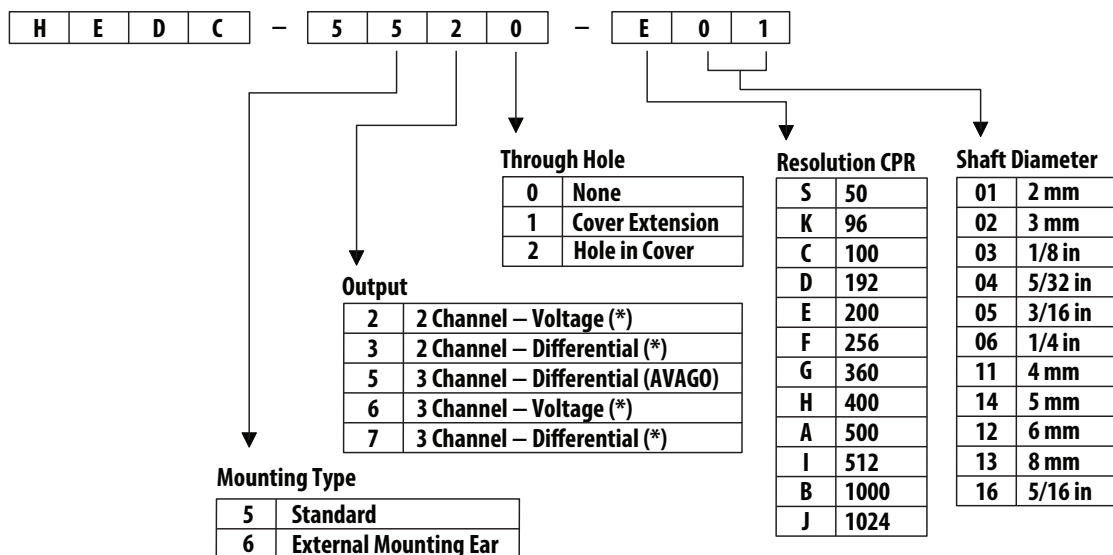 H E D C – 5 5 2 0 – E 0 1
Through Hole
0 None
1 Cover Extension
2 Hole in Cover
Resolution CPR
S 50
K 96
C 100
D 192
E 200
F 256
G 360
H 400
A 500
I 512
B 1000
J 1024
Shaft Diameter
01 2 mm
02 3 mm
03 1/8 in
04 5/32 in
05 3/16 in
06 1/4 in
11 4 mm
14 5 mm
12 6 mm
13 8 mm
16 5/16 in
Output
2 2 Channel – Voltage (*)
3 2 Channel – Differential (*)
5 3 Channel – Differential (AVAGO)
6 3 Channel – Voltage (*)
7 3 Channel – Differential (*)
Mounting Type
5 Standard
6 External Mounting Ear